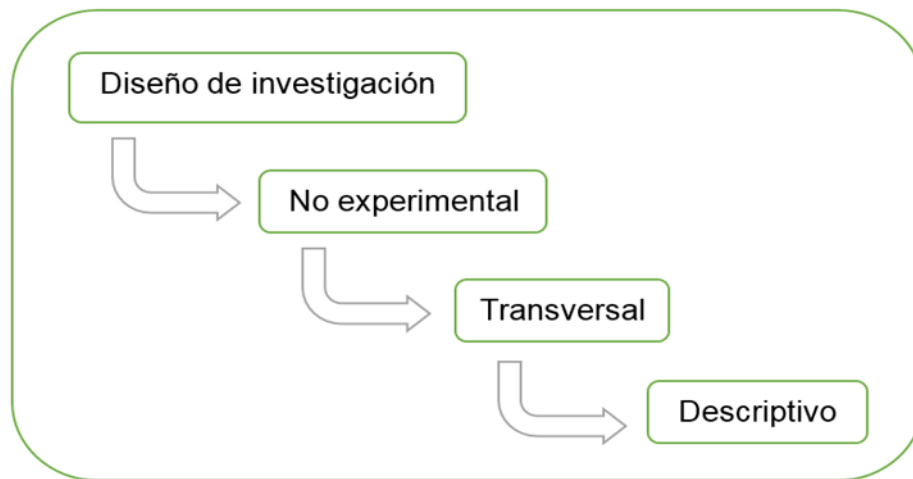 Diseño de investigación
No experimental
Transversal
Descriptivo